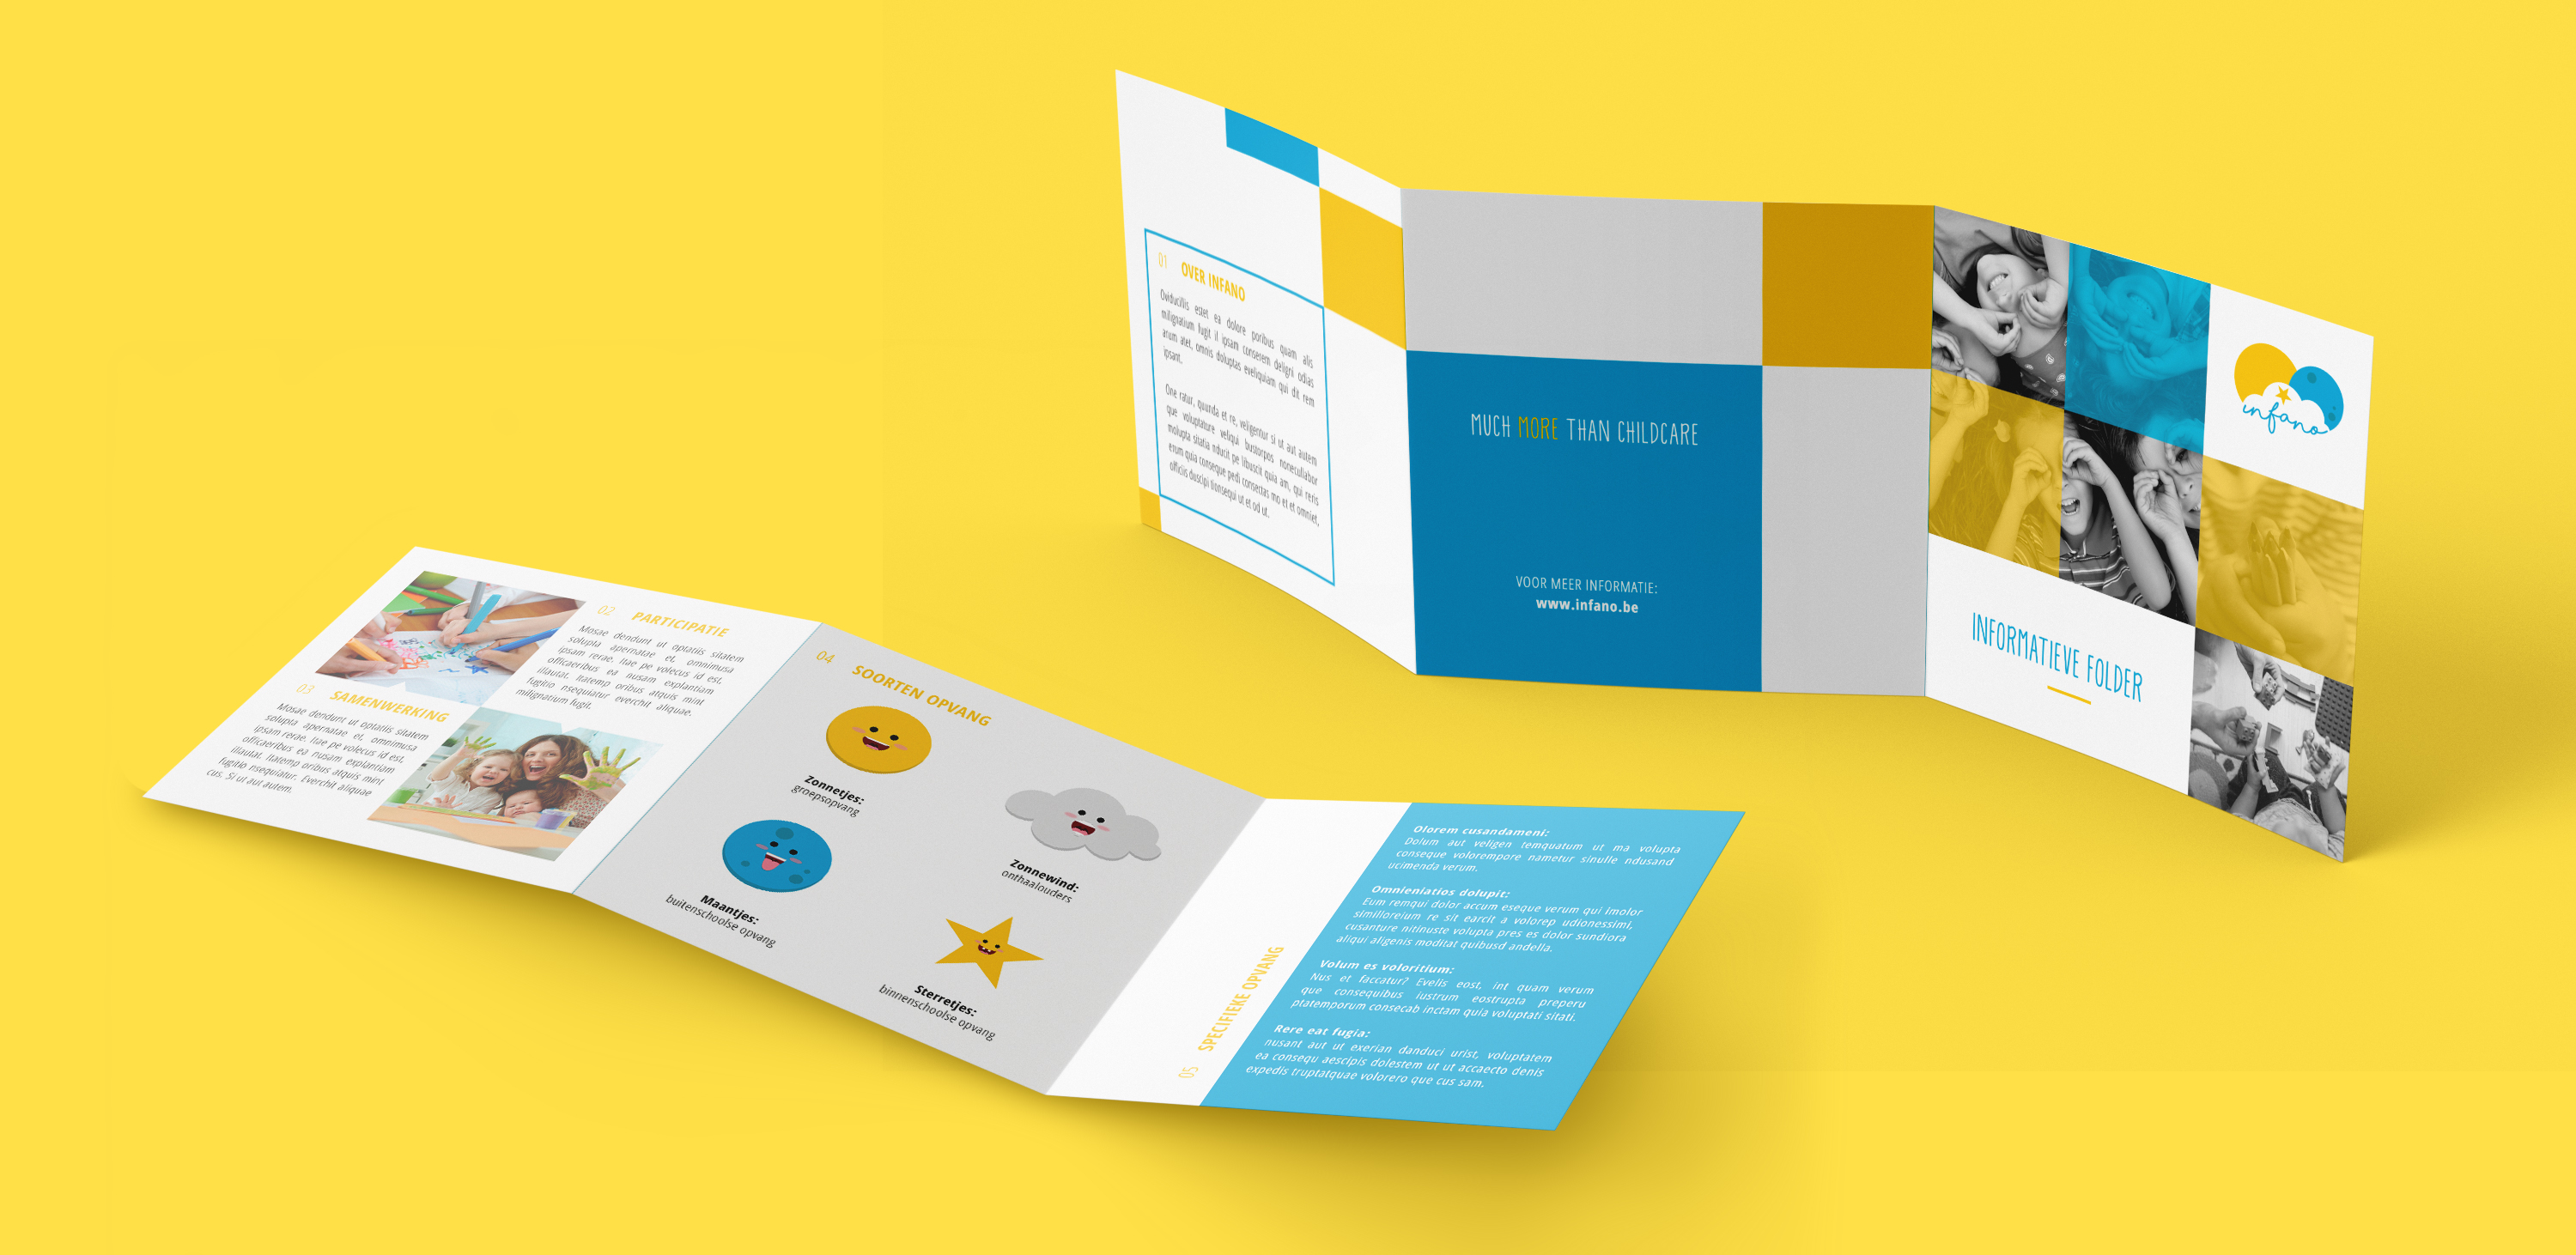 01 OVER INFANO
Oviducillis estet ea dolore poribus quam alis
milignatium fugit il ipsam conserem deligni odias
arum atet, omnis doluptas eveliquiam qui dit rem
ipsant.
One ratur, quunda et re, veligentur si ut aut autem
que voluptature veliqui bustorpos nonecullabor
molupta sitatia nducit pe libuscit quia am, qui reris
erum quia conseque pedi consectas mo et et omniet,
officiis duscipi tionsequi ut et od ut.
MUCH MORE THAN CHILDCARE
VOOR MEER INFORMATIE:
www.infano.be
infano
INFORMATIEVE FOLDER
02 PARTICIPATIE
Mosae dendunt ut optatiis sitatem
solupta apernatae et, omnimusa
ipsam rerae. Itae pe volecus id est,
officaeribus ea nusam explantiam
illautat. Itatemp oribus atquis mint
fugitio nsequiatur everchit aliquae.
milignatium fugit.
03 SAMENWERKING
Mosae dendunt ut optatiis sitatem
solupta apernatae et, omnimusa
ipsam rerae. Itae pe volecus id est,
officaeribus ea nusam explantiam
illautat. Itatemp oribus atquis mint
fugitio nsequiatur. Everchit aliquae
cus. Si ut aut autem.
04 SOORTEN OPVANG
Zonnetjes:
groepsopvang
Maantjes:
buitenschoolse opvang
Zonnewind:
onthaalouders
Sterretjes:
binnenschoolse opvang
05 SPECIFIEKE OPVANG
Olorem cusandameni:
Dolum aut veligen temquatum ut ma volupta
conseque volorempore nametur sinulle ndusand
ucimenda verum.
Omnieniatios dolupit:
Eum remqui dolor accum eseque verum qui imolor
similloreium re sit earcit a volorep udionessimi,
cusanture nitinuste volupta pres es dolor sundiora
aliqui aligenis moditat quibusd andella.
Volum es voloritium:
Nus et faccatur? Evelis eost, int quam verum
que consequibus iustrum eostrupta preperu
ptatemporum consecab inctam quia voluptati sitati.
Rere eat fugia:
nusant aut ut exerian danduci urist, voluptatem
ea consequ aescipis dolestem ut ut accaecto denis
expedis truptatquae volorero que cus sam.